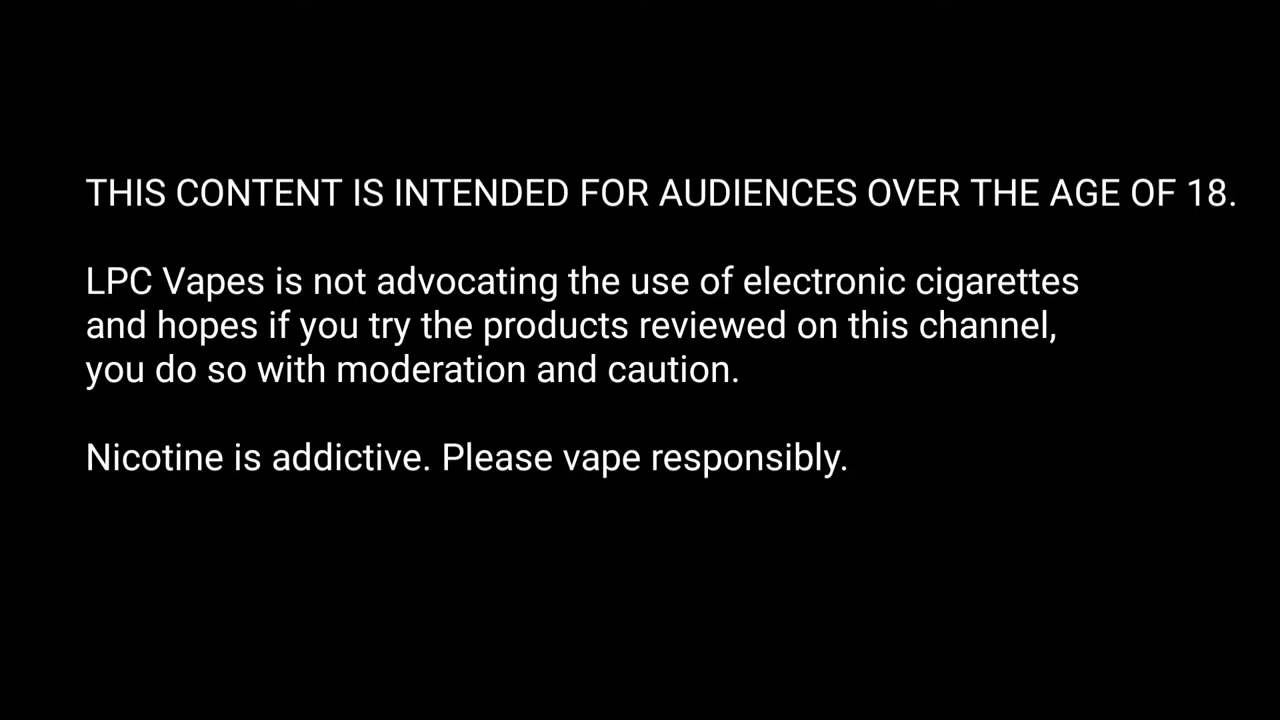 THIS CONTENT IS INTENDED FOR AUDIENCES OVER THE AGE OF 18.
LPC Vapes is not advocating the use of electronic cigarettes
and hopes if you try the products reviewed on this channel,
you do so with moderation and caution.
Nicotine is addictive. Please vape responsibly.